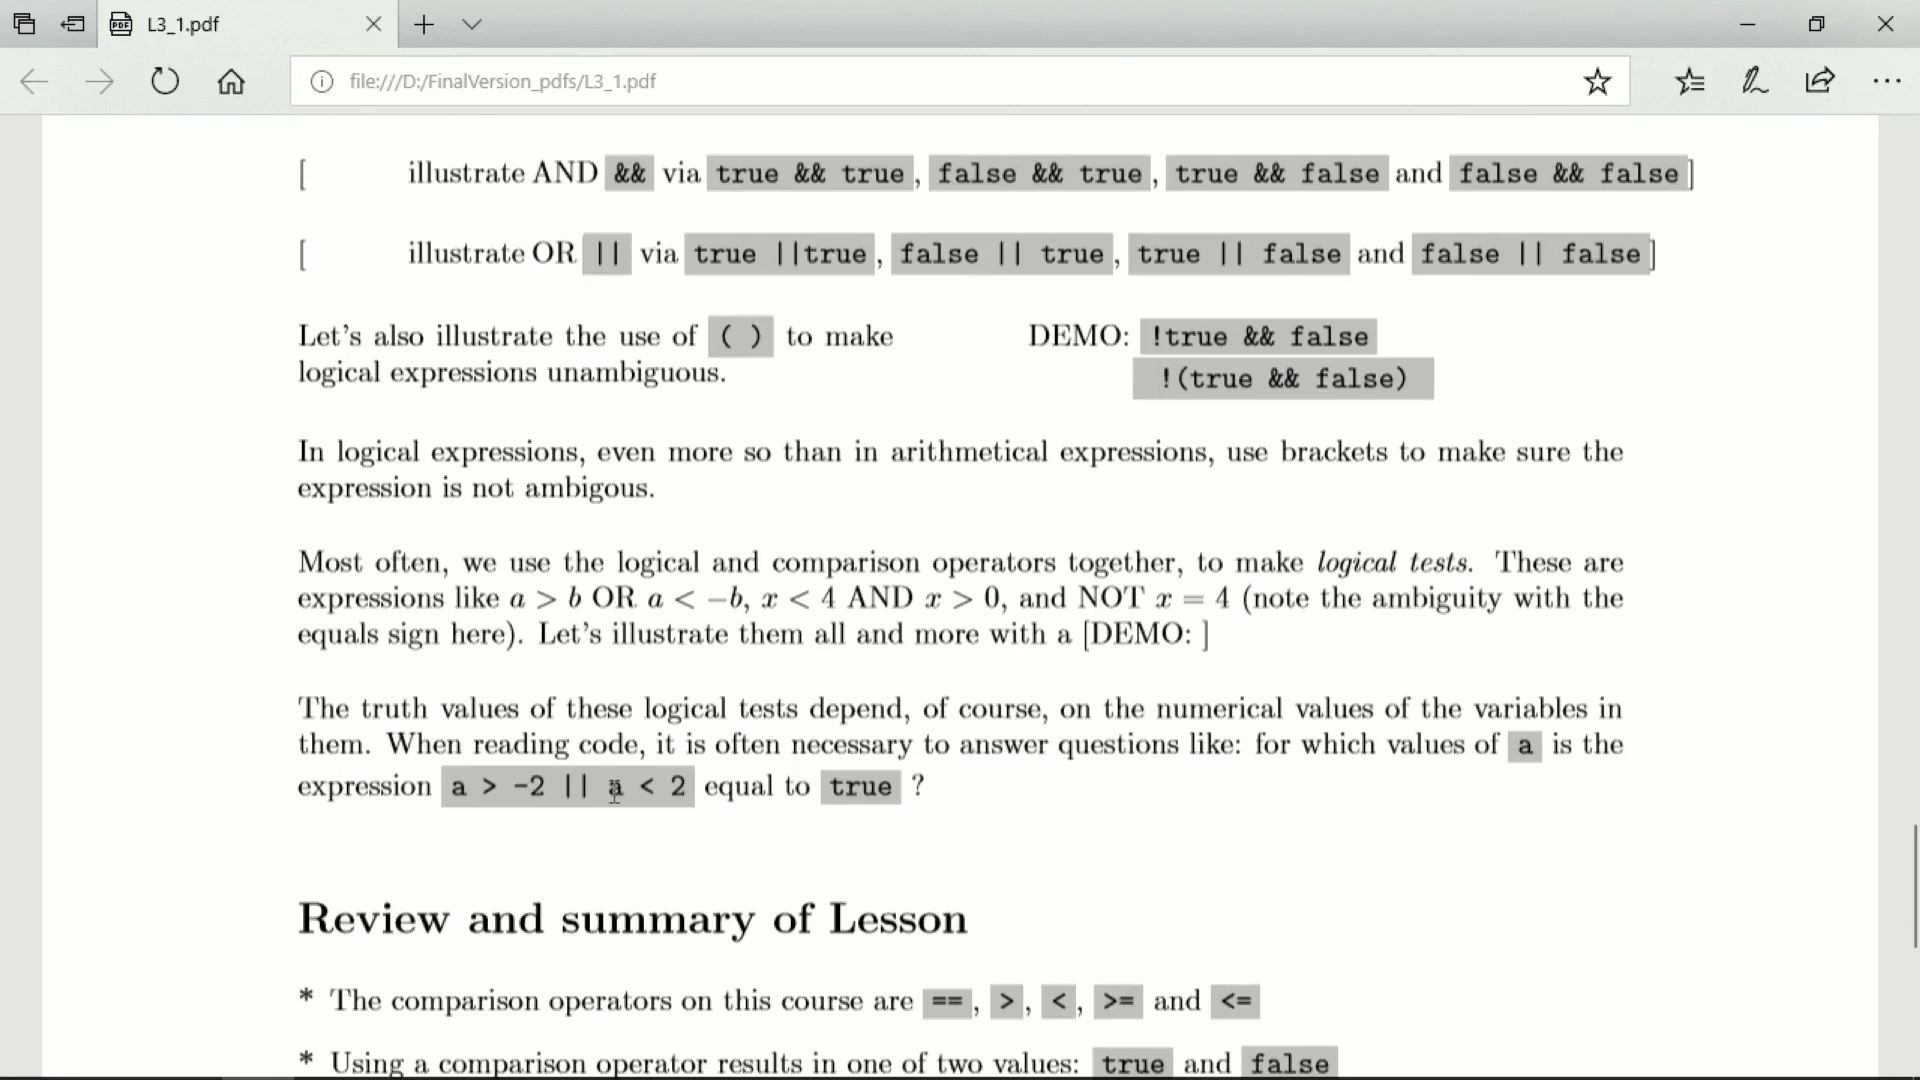 L3_1.pdf
file:///D:/FinalVersion_pdfs/L3_1.pdf
[ illustrate AND && via true && true, false && true, true && false and false && false]
[ illustrate OR || via true ||true, false || true, true || false and false || false]
Let's also illustrate the use of ( ) to make
logical expressions unambiguous.
DEMO: !true && false
!(true && false)
In logical expressions, even more so than in arithmetical expressions, use brackets to make sure the
expression is not ambigous.
Most often, we use the logical and comparison operators together, to make logical tests. These are
expressions like a > b OR a < −b, x < 4 AND x > 0, and NOT x = 4 (note the ambiguity with the
equals sign here). Let's illustrate them all and more with a [DEMO: ]
The truth values of these logical tests depend, of course, on the numerical values of the variables in
them. When reading code, it is often necessary to answer questions like: for which values of a is the
expression a > -2 || a < 2 equal to true ?
Review and summary of Lesson
* The comparison operators on this course are ==, >, <, >= and <=
* Using a comparison operator results in one of two values: true and false